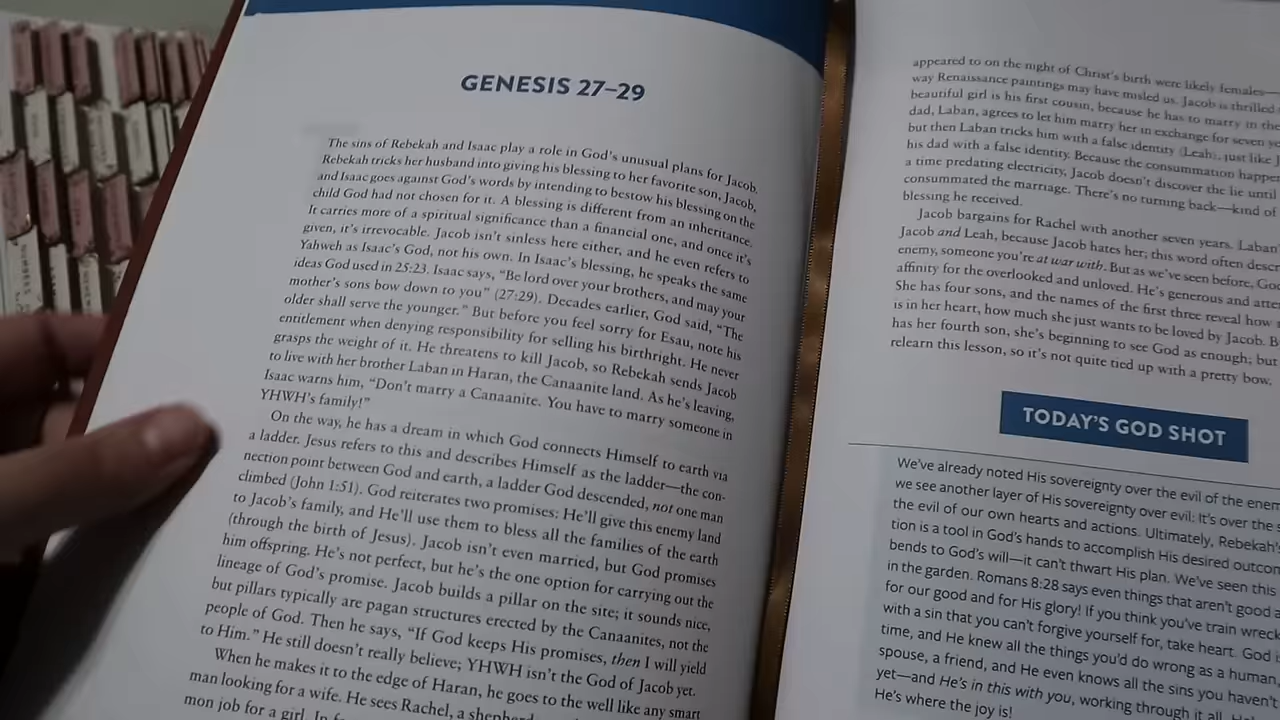 GENESIS 27–29
The sins of Rebekah and Isaac play a role in God's unusual plans for Jacob.
Rebekah tricks her husband into giving his blessing to her favorite son, Jacob,
and Isaac goes against God's words by intending to bestow his blessing on the
child God had not chosen for it. A blessing is different from an inheritance.
It carries more of a spiritual significance than a financial one, and once it's
given, it's irrevocable. Jacob isn't sinless here either, and he even refers to
Yahweh as Isaac's God, not his own. In Isaac's blessing, he speaks the same
ideas God used in 25:23. Isaac says, "Be lord over your brothers, and may your
mother's sons bow down to you" (27:29). Decades earlier, God said, "The
older shall serve the younger." But before you feel sorry for Esau, note his
entitlement when denying responsibility for selling his birthright. He never
grasps the weight of it. He threatens to kill Jacob, so Rebekah sends Jacob
to live with her brother Laban in Haran, the Canaanite land. As he's leaving,
Isaac warns him, "Don't marry a Canaanite. You have to marry someone in
YHWH's family!"
On the way, he has a dream in which God connects Himself to earth via
a ladder. Jesus refers to this and describes Himself as the ladder—the con-
nection point between God and earth, a ladder God descended, not one man
climbed (John 1:51). God reiterates two promises: He'll give this enemy land
to Jacob's family, and He'll use them to bless all the families of the earth
(through the birth of Jesus). Jacob isn't even married, but God promises
him offspring. He's not perfect, but he's the one option for carrying out the
lineage of God's promise. Jacob builds a pillar on the site; it sounds nice,
but pillars typically are pagan structures erected by the Canaanites, not the
people of God. Then he says, "If God keeps His promises, then I will yield
to Him." He still doesn't really believe; YHWH isn't the God of Jacob yet.
When he makes it to the edge of Haran, he goes to the well like any smart
man looking for a wife. He sees Rachel, a
mon job for a girl. In
appeared to on the night of Christ's birth were likely females—
way Renaissance paintings may have misled us. Jacob is thrilled
beautiful girl is his first cousin, because he has to marry in the
dad, Laban, agrees to let him marry her in exchange for seven
but then Laban tricks him with a false identity (Leah), just like
his dad with a false identity. Because the consummation
a time predating electricity, Jacob doesn't discover the lie until
consummated the marriage. There's no turning back—kind of
blessing he received.
Jacob bargains for Rachel with another seven years. Laban
Jacob and Leah, because Jacob hates her; this word often
enemy, someone you're at war with. But as we've seen before,
affinity for the overlooked and unloved. He's generous and
She has four sons, and the names of the first three reveal how
is in her heart, how much she just wants to be loved by Jacob.
has her fourth son, she's beginning to see God as enough; but
relearn this lesson, so it's not quite tied up with a pretty bow.
TODAY'S GOD SHOT
We've already noted His sovereignty over the evil of the
we see another layer of His sovereignty over evil: It's over the
the evil of our own hearts and actions. Ultimately, Rebekah's
tion is a tool in God's hands to accomplish His desired
bends to God's will—it can't thwart His plan. We've seen this
in the garden. Romans 8:28 says even things that aren't good
for our good and for His glory! If you think you've train
with a sin that you can't forgive yourself for, take heart. God
time, and He knew all the things you'd do wrong as a human,
spouse, a friend, and He even knows all the sins you haven't
yet—and He's in this with you, working through it all.
He's where the joy is!